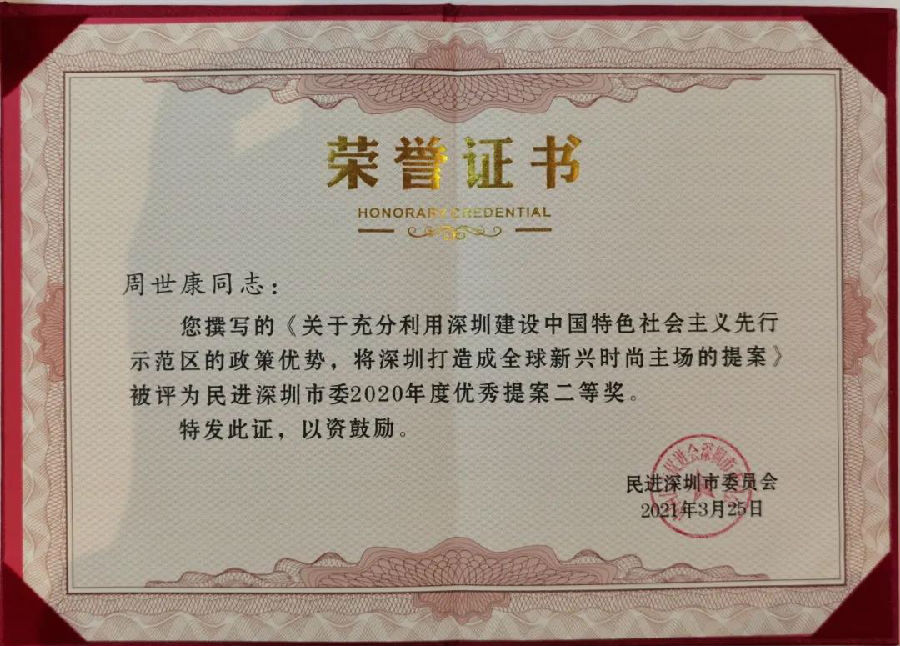 荣誉证书
HONORARY CREDENTIAL
周世康同志：
您撰写的《关于充分利用深圳建设中国特色社会主义先行
示范区的政策优势，将深圳打造成全球新兴时尚主场的提案》
被评为民进深圳市委2020年度优秀提案二等奖。
特发此证，以资鼓励。
民进深圳市委员会
2021年3月25日